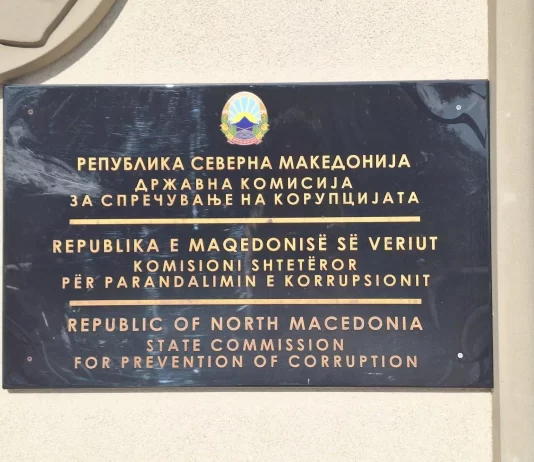 РЕПУБЛИКА СЕВЕРНА МАКЕДОНИЈА
ДРЖАВНА КОМИСИЈА
ЗА СПРЕЧУВАЊЕ НА КОРУПЦИЈАТА
REPUBLIKA E MAQEDONISË SË VERIUT
KOMISIONI SHTETËROR
PËR PARANDALIMIN E KORRUPSIONIT
REPUBLIC OF NORTH MACEDONIA
STATE COMMISSION
FOR PREVENTION OF CORRUPTION